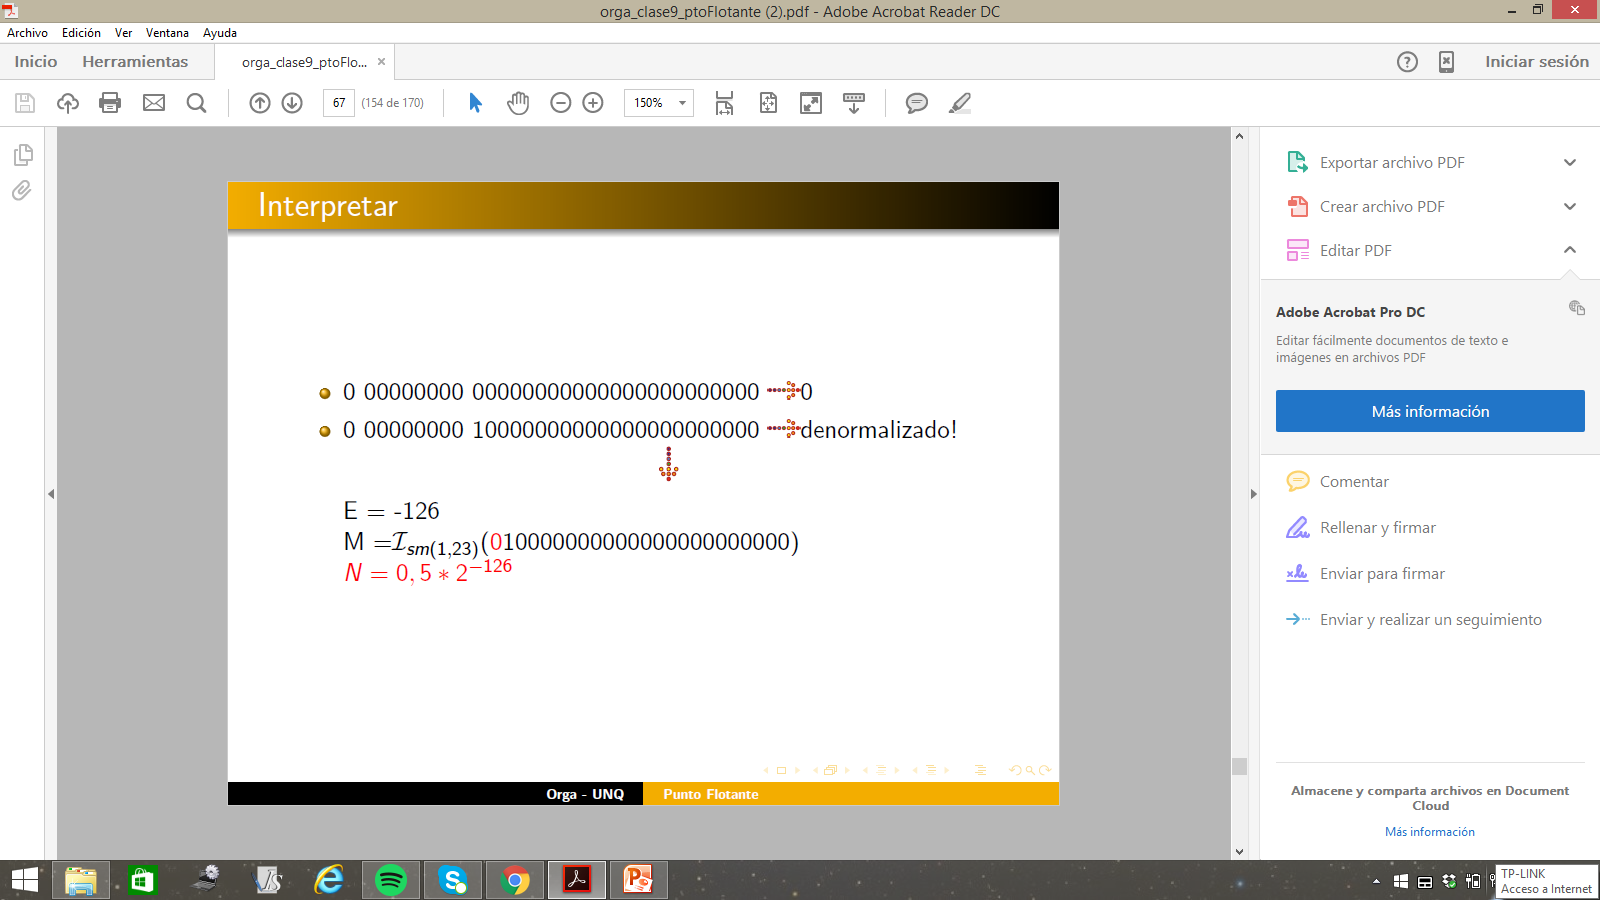 orga_clase9_ptoFlotante (2).pdf - Adobe Acrobat Reader DC
Archivo Edición Ver Ventana Ayuda
Inicio Herramientas orga_clase9_ptoFlo... × Iniciar sesión
67 (154 de 170) 150%
Interpretar
0 00000000 00000000000000000000000 0
0 00000000 10000000000000000000000 denormalizado!
E = -126
M = I sm(1,23) (010000000000000000000000)
N = 0, 5 ∗ 2^−126
Orga - UNQ Punto Flotante
Exportar archivo PDF
Crear archivo PDF
Editar PDF
Adobe Acrobat Pro DC
Editar fácilmente documentos de texto e
imágenes en archivos PDF
Más información
Comentar
Rellenar y firmar
Enviar para firmar
Enviar y realizar un seguimiento
Almacene y comparta archivos en Document
Cloud
Más información
TP-LINK
Acceso a Internet